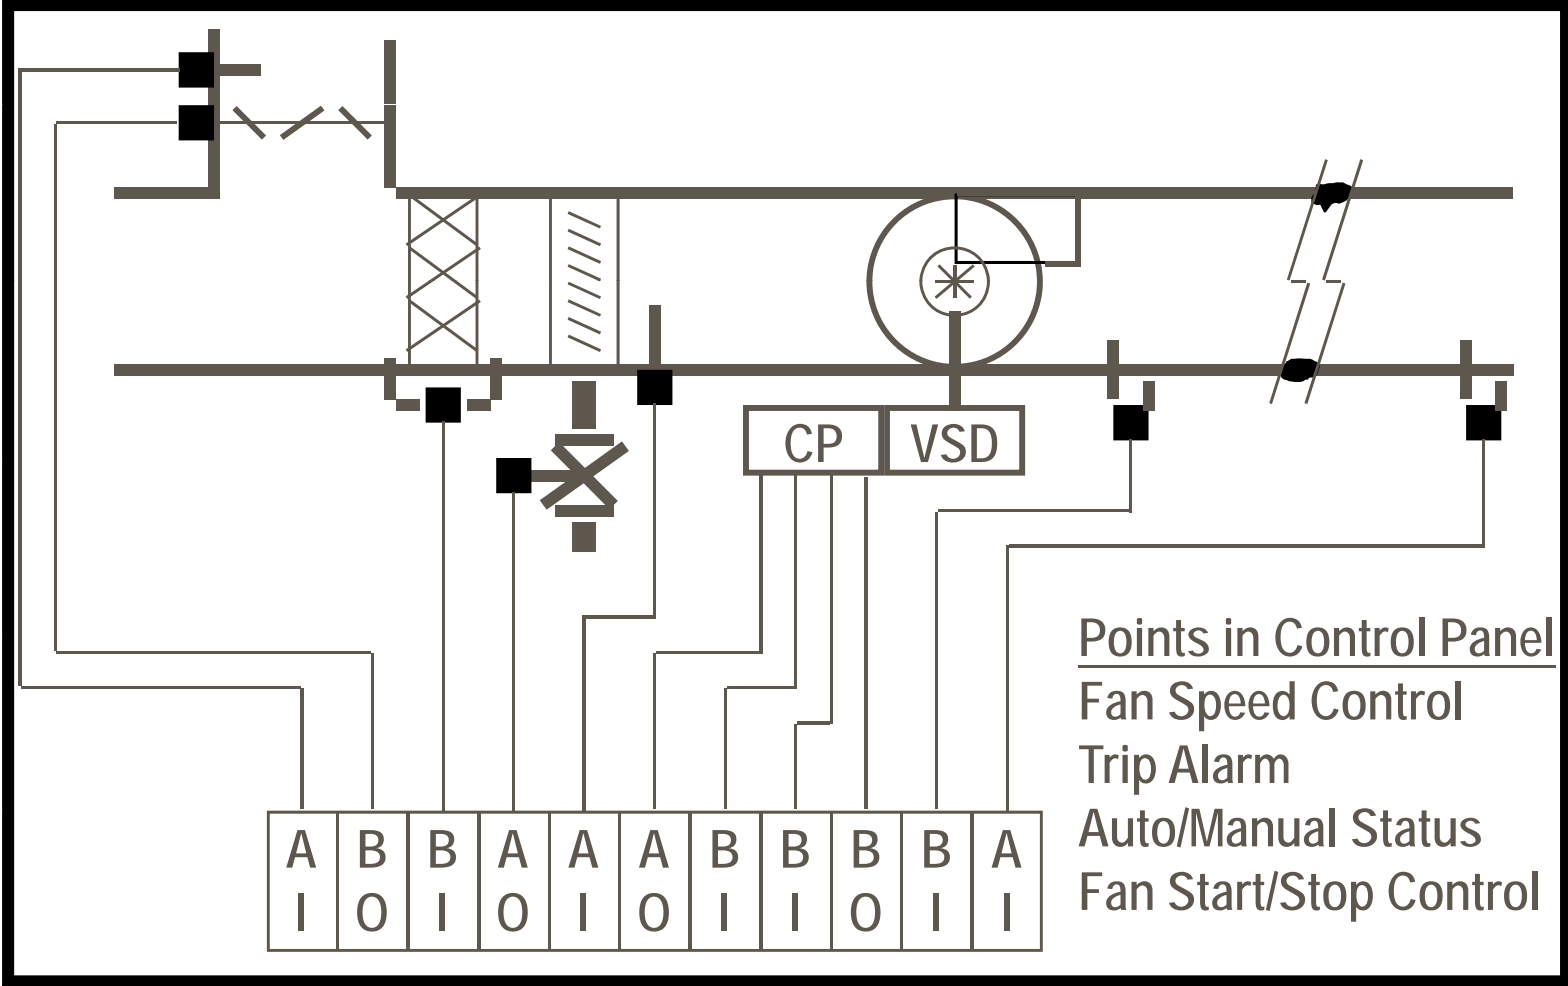 CP VSD
Points in Control Panel
Fan Speed Control
Trip Alarm
Auto/Manual Status
Fan Start/Stop Control
A B B A A A B B B B A
I O I O I O I I O I I